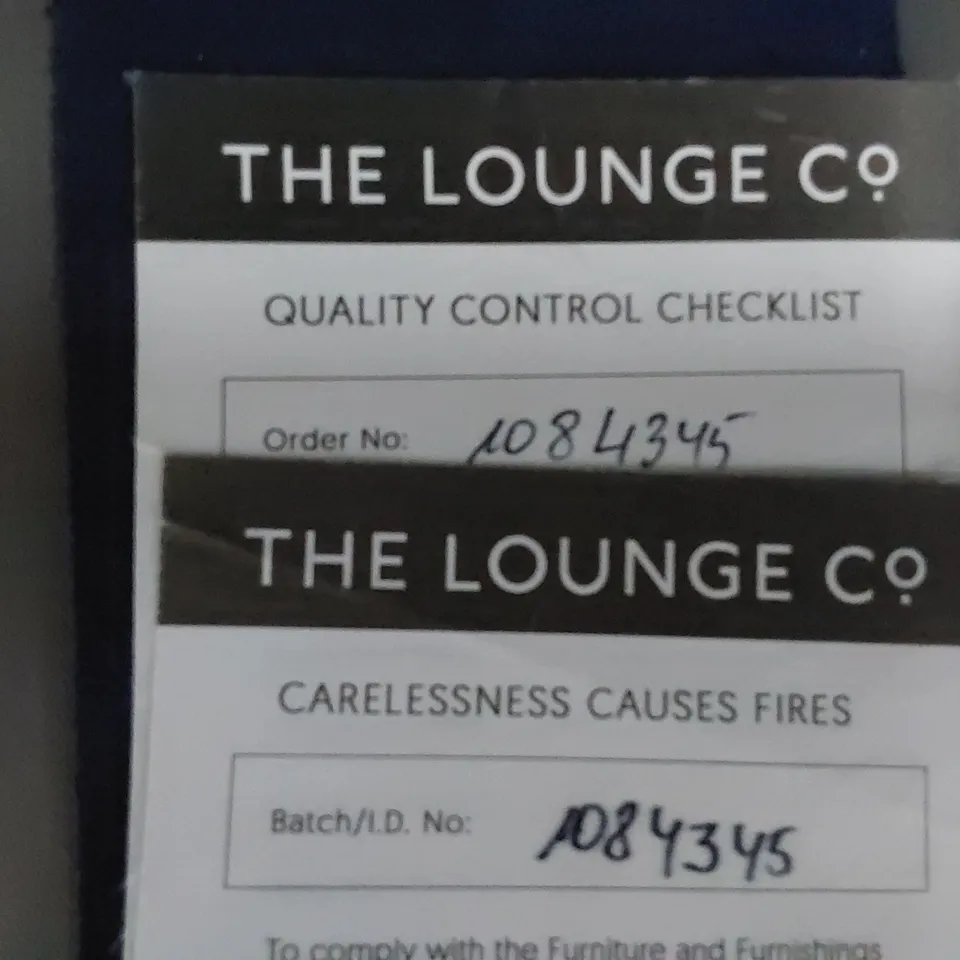 THE LOUNGE Cº
QUALITY CONTROL CHECKLIST
Order No: 1084345
THE LOUNGE Cº
CARELESSNESS CAUSES FIRES
Batch/I.D. No: 1084345
To comply with the Furniture and Furnishings